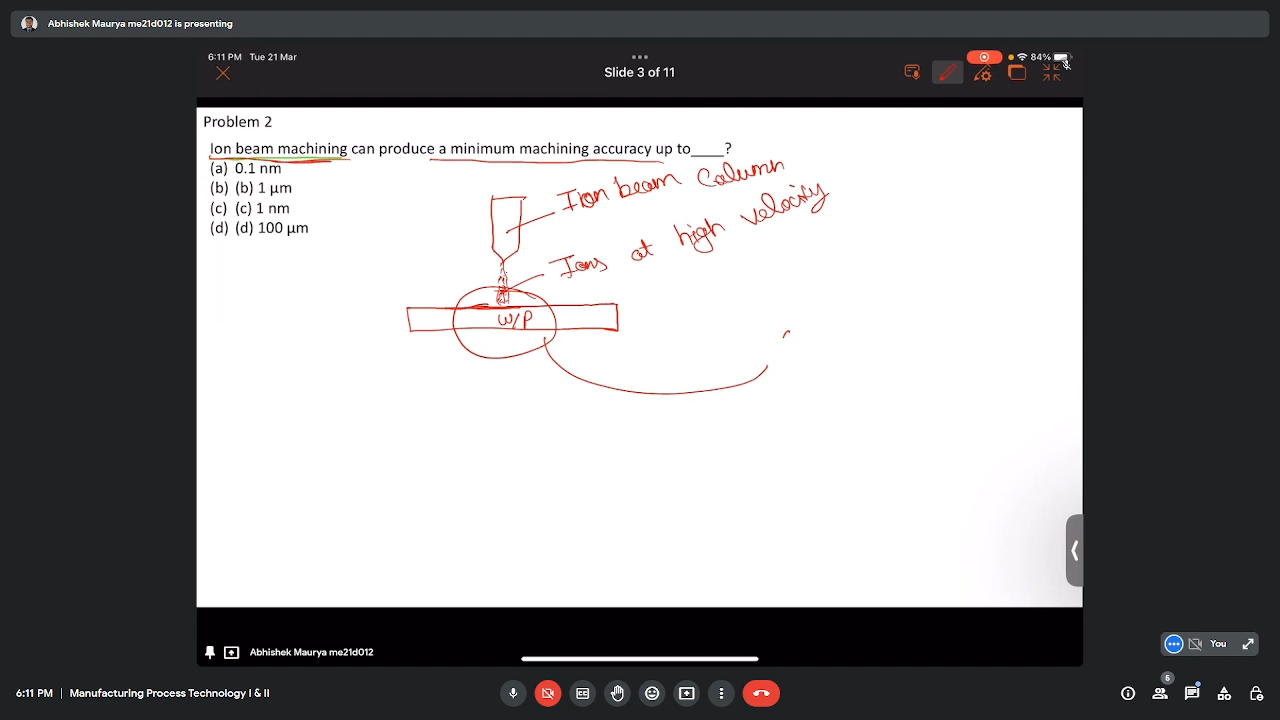 Abhishek Maurya me21d012 is presenting
6:11 PM Tue 21 Mar
84%
Slide 3 of 11
Problem 2
Ion beam machining can produce a minimum machining accuracy up to____?
(a) 0.1 nm
(b) (b) 1 μm
(c) (c) 1 nm
(d) (d) 100 μm
Ion beam column
Ions at high velocity
W/P
Abhishek Maurya me21d012
You
6
6:11 PM | Manufacturing Process Technology I & II